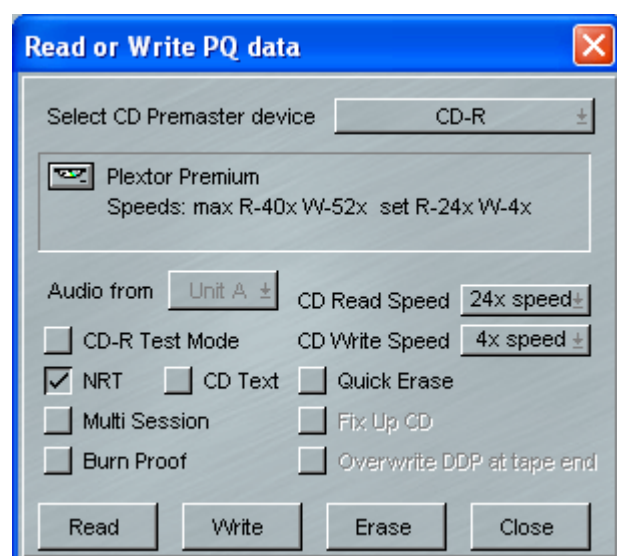 Read or Write PQ data
Select CD Premaster device CD-R
Plextor Premium
Speeds: max R-40x W-52x set R-24x W-4x
Audio from Unit A CD Read Speed 24x speed
CD-R Test Mode CD Write Speed 4x speed
NRT CD Text Quick Erase
Multi Session Fix Up CD
Burn Proof Overwrite DDP at tape end
Read Write Erase Close